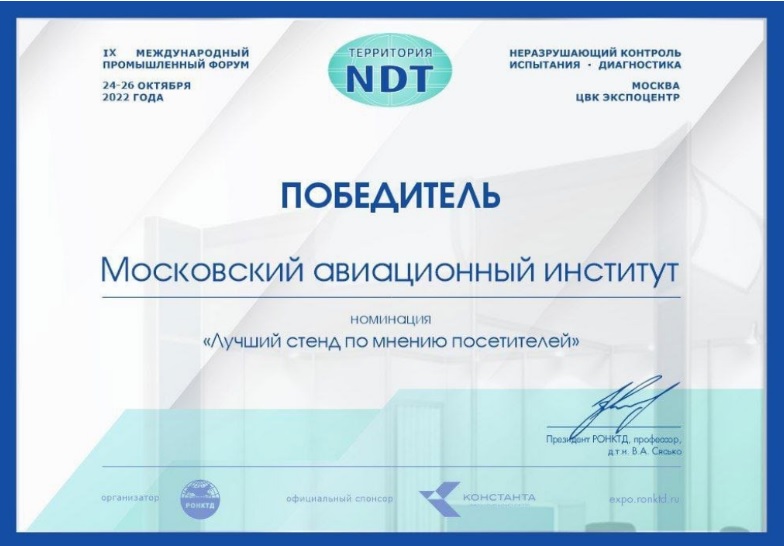 IX МЕЖДУНАРОДНЫЙ
ПРОМЫШЛЕННЫЙ ФОРУМ
24-26 ОКТЯБРЯ
2022 ГОДА
ТЕРРИТОРИЯ
NDT
НЕРАЗРУШАЮЩИЙ КОНТРОЛЬ
ИСПЫТАНИЯ · ДИАГНОСТИКА
МОСКВА
ЦВК ЭКСПОЦЕНТР
ПОБЕДИТЕЛЬ
Московский авиационный институт
номинация
«Лучший стенд по мнению посетителей»
Президент РОНКТД, профессор,
д.т.н. В.А. Сясько
организатор
РОНКТД
официальный спонсор
КОНСТАНТА
expo.ronktd.ru